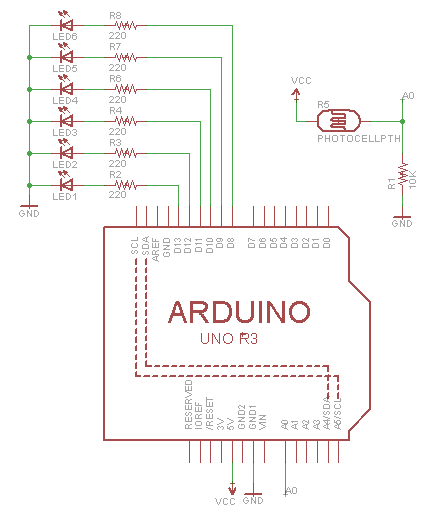 R8
LED6
220
R7
LED5
220
R6
LED4
220
R4
LED3
220
R3
LED2
220
R2
LED1
220
GND
VCC
R5
PHOTOCELLPTH
A0
R1
10K
GND
SCL
SDA
AREF
GND
D13
D12
D11
D10
D9
D8
D7
D6
D5
D4
D3
D2
D1
D0
ARDUINO
UNO R3
RESERVED
IOREF
/RESET
3V
5V
GND2
GND1
VIN
A0
A1
A2
A3
A4/SDA
A5/SCL
VCC
GND
A0